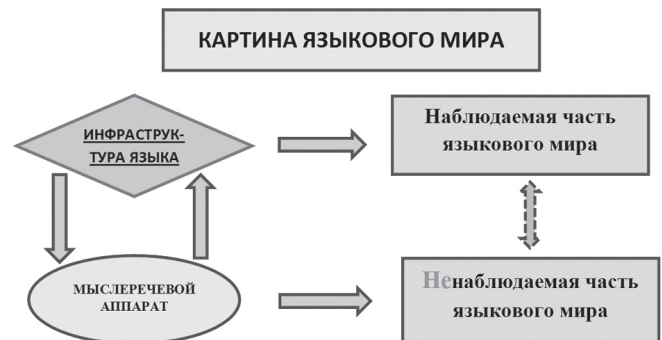 КАРТИНА ЯЗЫКОВОГО МИРА
ИНФРАСТРУК-
ТУРА ЯЗЫКА
Наблюдаемая часть
языкового мира
МЫСЛЕРЕЧЕВОЙ
АППАРАТ
Ненаблюдаемая часть
языкового мира